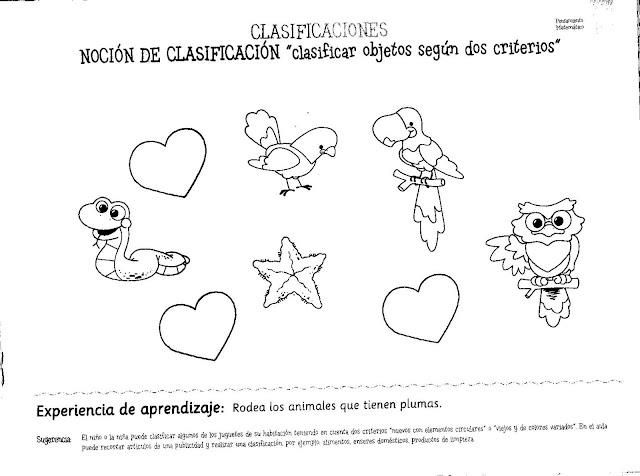 CLASIFICACIONES
Pensamiento
Matemático
NOCIÓN DE CLASIFICACIÓN "clasificar objetos según dos criterios"
Experiencia de aprendizaje: Rodea los animales que tienen plumas.
Sugerencia: El niño o la niña puede clasificar algunos de los juguetes de su habitación teniendo en cuenta dos criterios "nuevos con elementos circulares" o "viejos y de colores variados". En el aula
puede recortar artículos de una publicidad y realizar una clasificación, por ejemplo, alimentos, enseres domésticos, productos de limpieza.